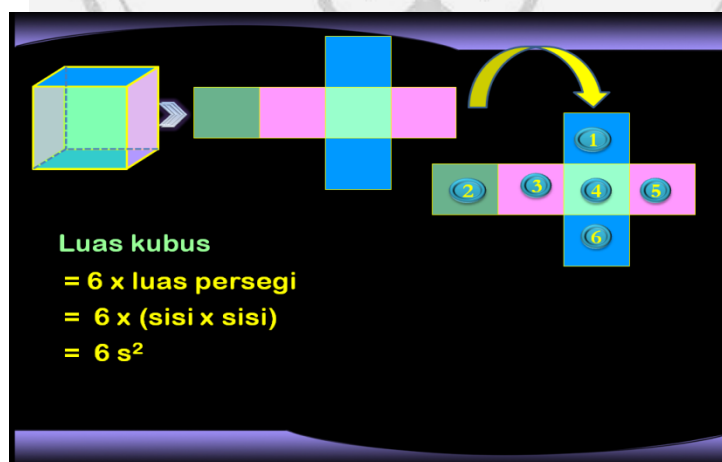 1
2 3 4 5
6
Luas kubus
= 6 x luas persegi
= 6 x (sisi x sisi)
= 6 s²